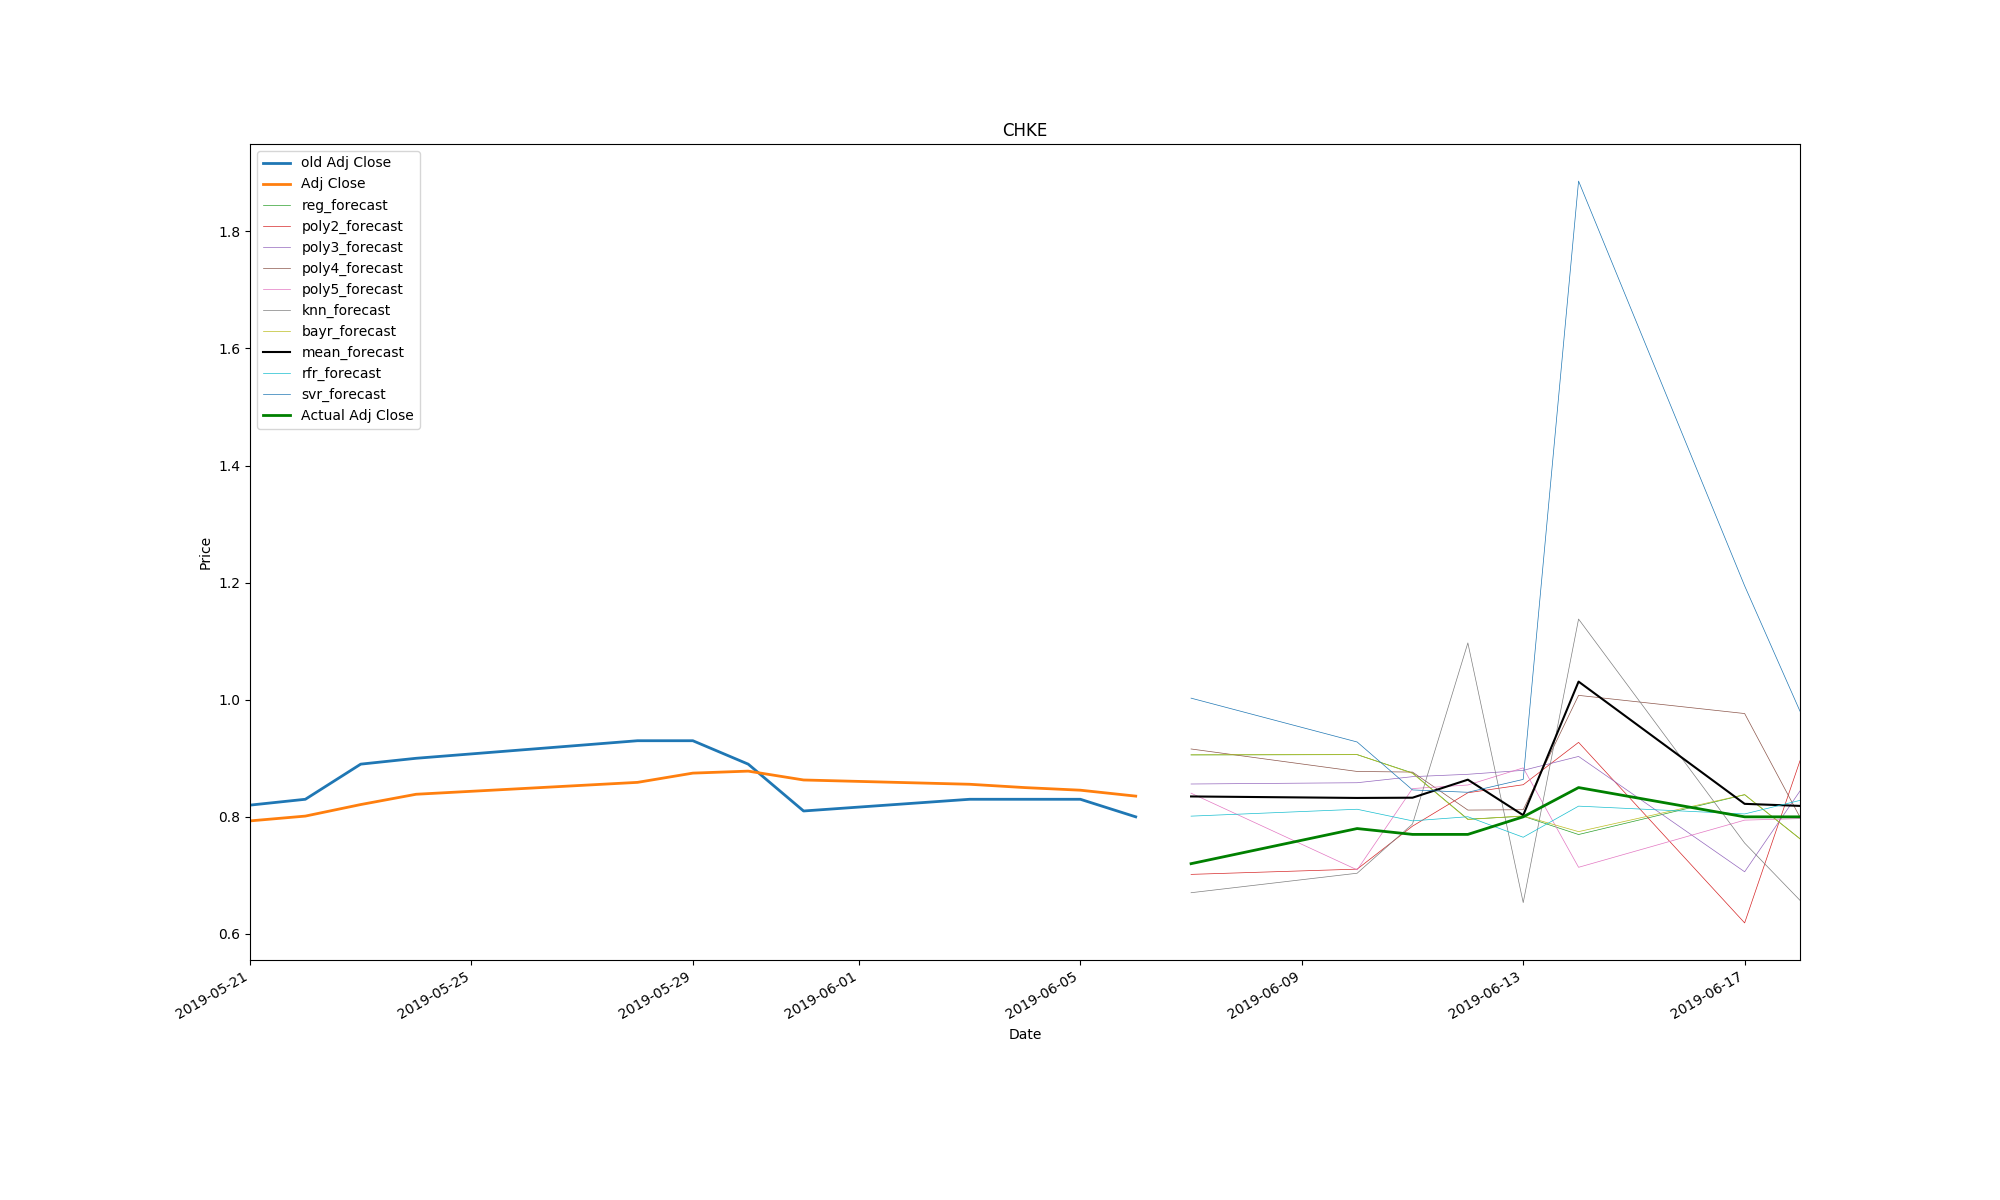 CHKE
old Adj Close
Adj Close
reg_forecast
poly2_forecast
poly3_forecast
poly4_forecast
poly5_forecast
knn_forecast
bayr_forecast
mean_forecast
rfr_forecast
svr_forecast
Actual Adj Close
1.8
1.6
1.4
1.2
1.0
0.8
0.6
Price
2019-05-21
2019-05-25
2019-05-29
2019-06-01
2019-06-05
2019-06-09
2019-06-13
2019-06-17
Date